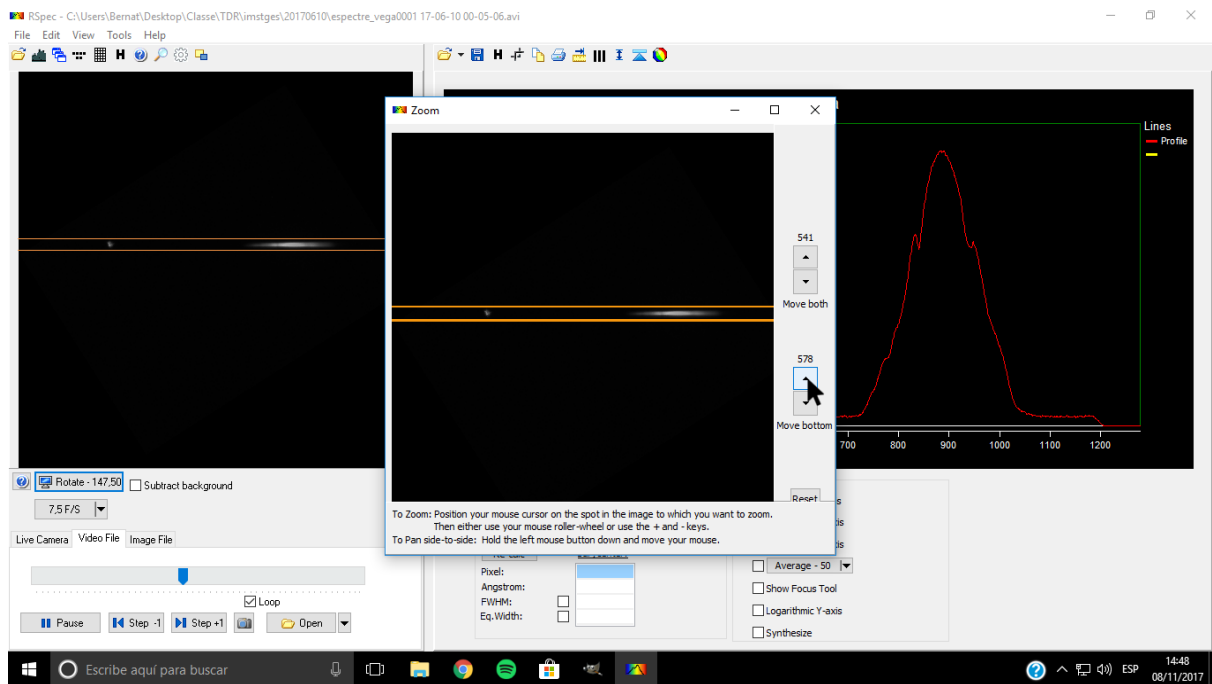 RSpec - C:\Users\Bernat\Desktop\Classe\TDR\imstges\20170610\espectre_vega0001 17-06-10 00-05-06.avi
File Edit View Tools Help
H
H
Zoom
Lines
Profile
541
Move both
578
Move bottom
700 800 900 1000 1100 1200
Reset
To Zoom: Position your mouse cursor on the spot in the image to which you want to zoom.
Then either use your mouse roller-wheel or use the + and - keys.
To Pan side-to-side: Hold the left mouse button down and move your mouse.
Rotate - 147,50
Subtract background
7,5 F/S
Live Camera Video File Image File
Loop
Pause Step -1 Step +1 Open
Pixel:
Angstrom:
FWHM:
Eq.Width:
Average - 50
Show Focus Tool
Logarithmic Y-axis
Synthesize
Escribe aquí para buscar
ESP
14:48
08/11/2017